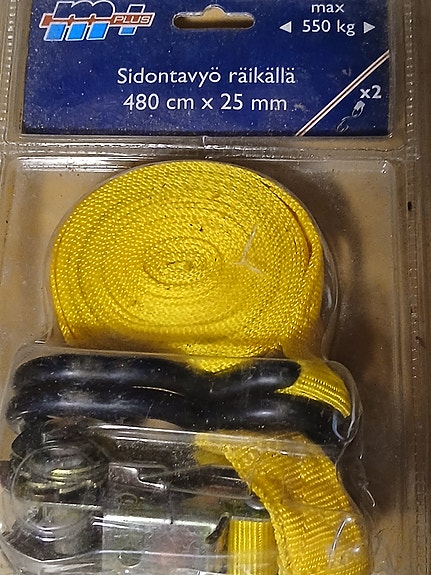 PLUS
max
550 kg
Sidontavyö räikällä
480 cm x 25 mm
x2